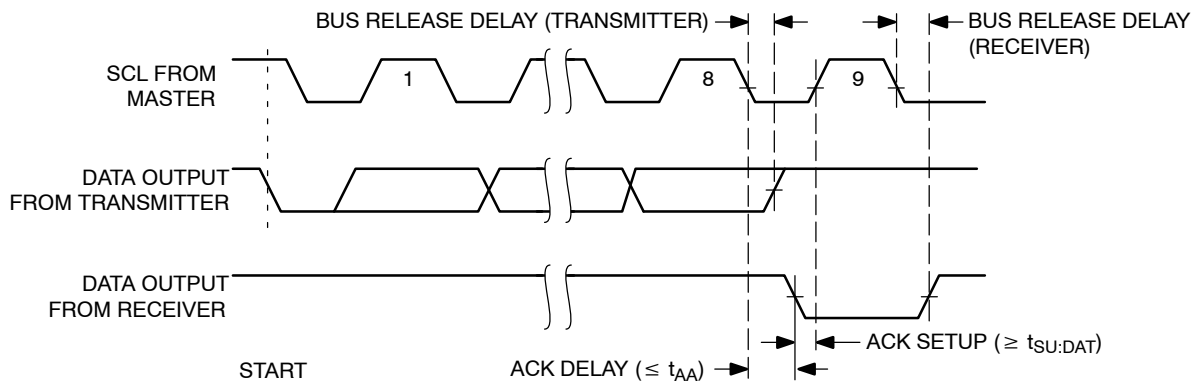 BUS RELEASE DELAY (TRANSMITTER)
BUS RELEASE DELAY
(RECEIVER)
SCL FROM
MASTER
1
8
9
DATA OUTPUT
FROM TRANSMITTER
DATA OUTPUT
FROM RECEIVER
ACK SETUP (≥ tSU:DAT)
START
ACK DELAY (≤ tAA)